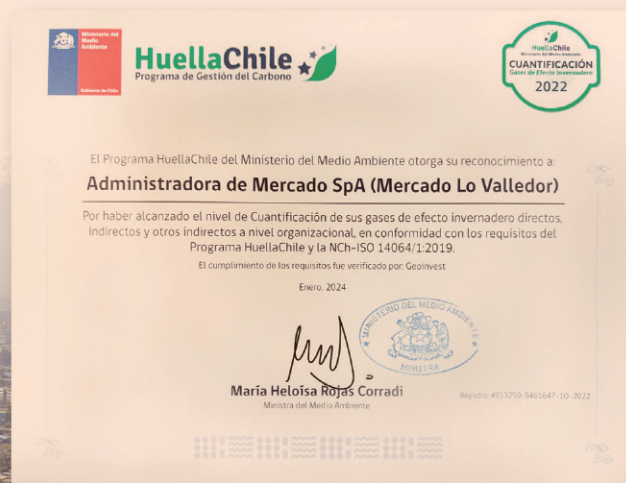 Ministerio del
Medio
Ambiente
Gobierno de Chile
HuellaChile
Programa de Gestión del Carbono
HuellaChile
Ministerio del Medio Ambiente
CUANTIFICACIÓN
Gases de Efecto Invernadero
2022
El Programa HuellaChile del Ministerio del Medio Ambiente otorga su reconocimiento a:
Administradora de Mercado SpA (Mercado Lo Valledor)
Por haber alcanzado el nivel de Cuantificación de sus gases de efecto invernadero directos,
indirectos y otros indirectos a nivel organizacional, en conformidad con los requisitos del
Programa HuellaChile y la NCh-ISO 14064/1:2019.
El cumplimiento de los requisitos fue verificado por: Geoinvest
Enero, 2024
MINISTERIO DEL MEDIO AMBIENTE
MINISTRA
María Heloísa Rojas Corradi
Ministra del Medio Ambiente
Registro: 4953250-5461647-10-2022